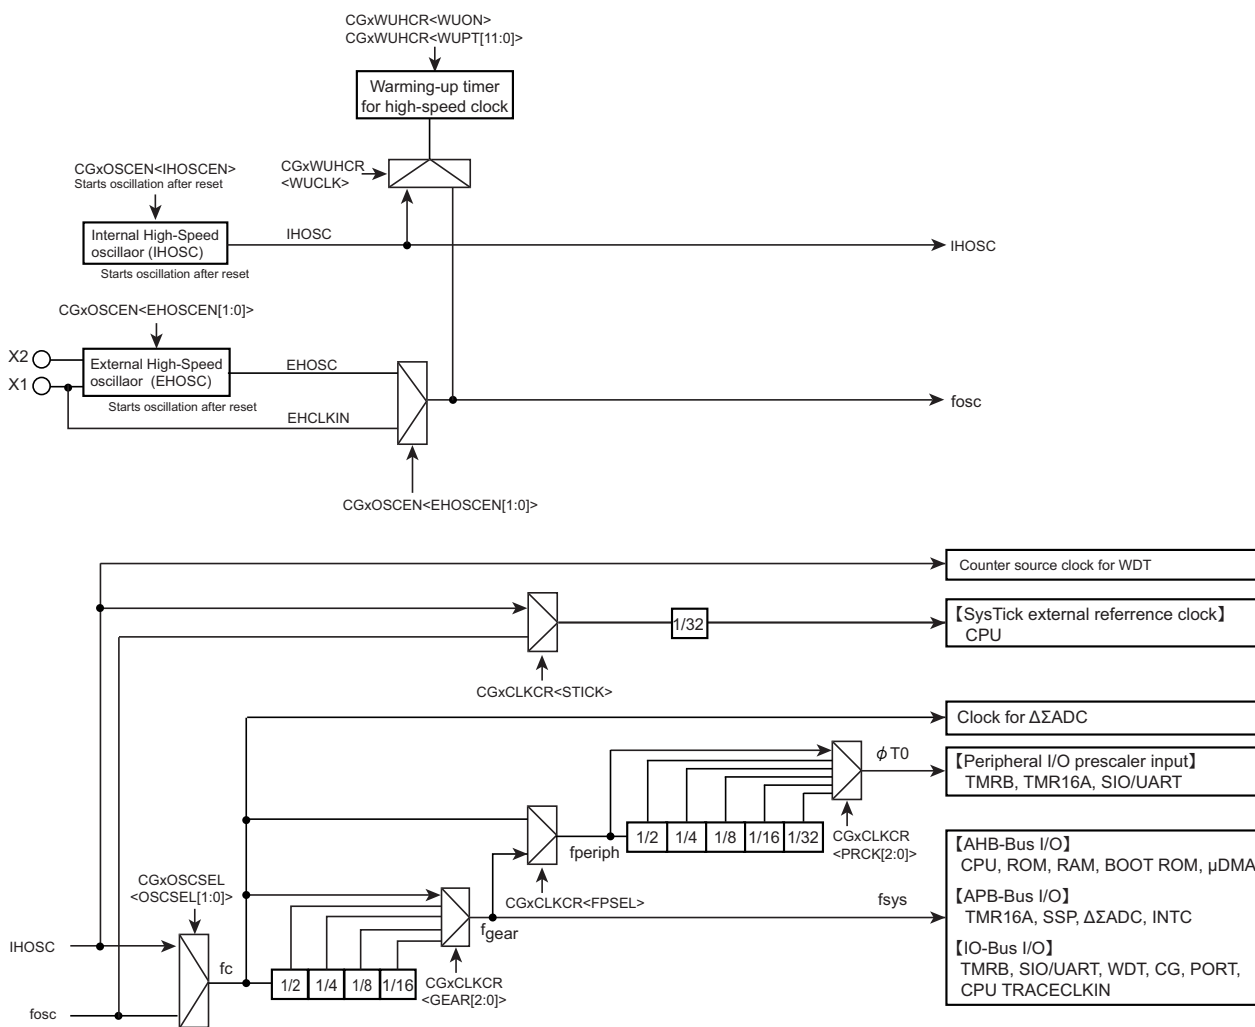 CGxWUHCR<WUON>
CGxWUHCR<WUPT[11:0]>
Warming-up timer
for high-speed clock
CGxWUHCR
<WUCLK>
CGxOSCEN<IHOSCEN>
Starts oscillation after reset
Internal High-Speed
oscillaor (IHOSC)
IHOSC
IHOSC
Starts oscillation after reset
CGxOSCEN<EHOSCEN[1:0]>
X2
X1
External High-Speed
oscillaor (EHOSC)
EHOSC
Starts oscillation after reset
EHCLKIN
fosc
CGxOSCEN<EHOSCEN[1:0]>
Counter source clock for WDT
1/32
【SysTick external referrence clock】
CPU
CGxCLKCR<STICK>
Clock for ΔΣADC
ϕT0
【Peripheral I/O prescaler input】
TMRB, TMR16A, SIO/UART
fperiph
1/2
1/4
1/8
1/16
1/32
CGxCLKCR
<PRCK[2:0]>
CGxCLKCR<FPSEL>
【AHB-Bus I/O】
CPU, ROM, RAM, BOOT ROM, μDMA
【APB-Bus I/O】
TMR16A, SSP, ΔΣADC, INTC
【IO-Bus I/O】
TMRB, SIO/UART, WDT, CG, PORT,
CPU TRACECLKIN
fsys
fgear
CGxOSCSEL
<OSCSEL[1:0]>
IHOSC
fc
1/2
1/4
1/8
1/16
CGxCLKCR
<GEAR[2:0]>
fosc